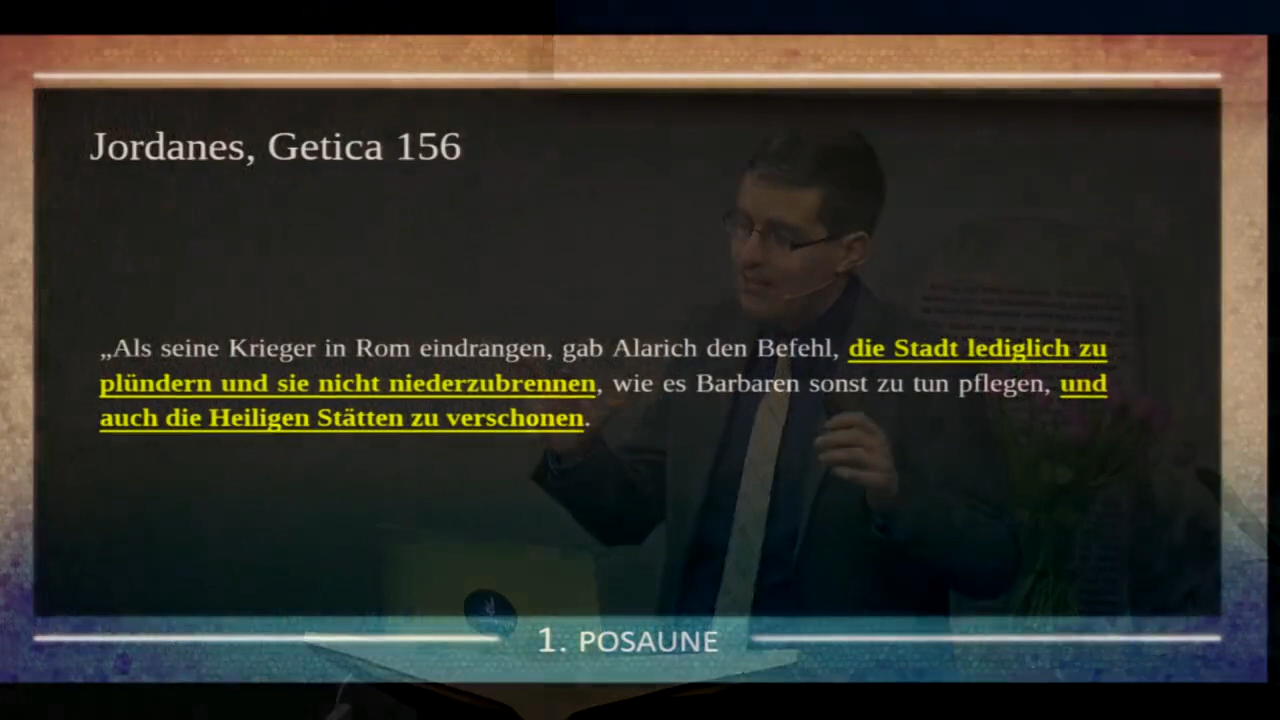 Jordanes, Getica 156
„Als seine Krieger in Rom eindrangen, gab Alarich den Befehl, die Stadt lediglich zu
plündern und sie nicht niederzubrennen, wie es Barbaren sonst zu tun pflegen, und
auch die Heiligen Stätten zu verschonen.
1. POSAUNE